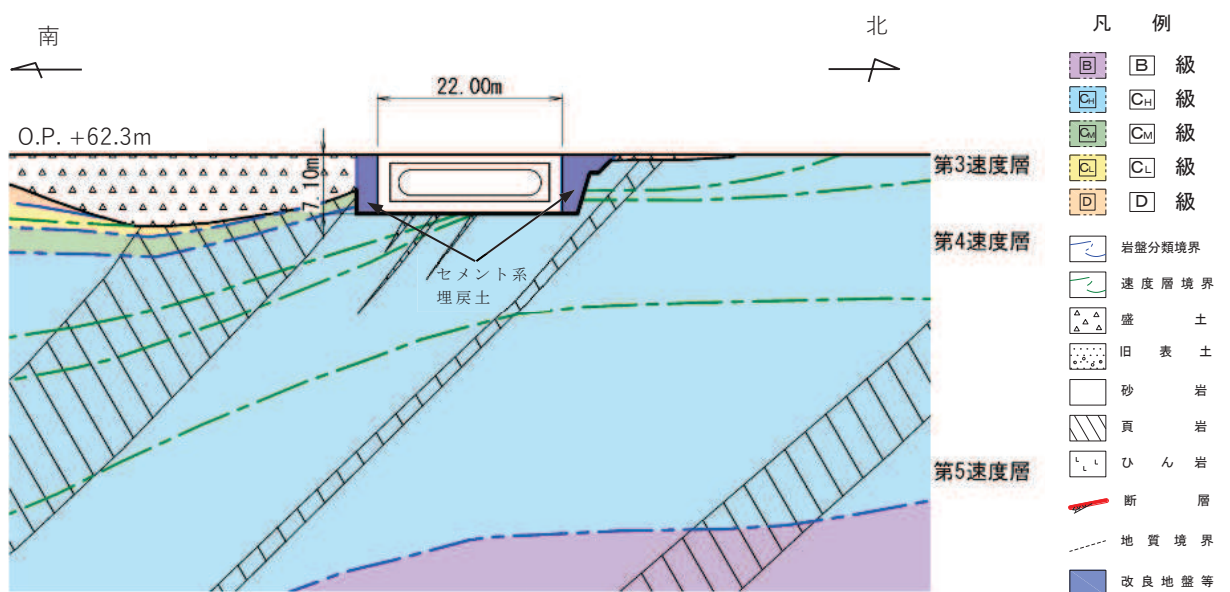 南
北
22.00m
O.P. +62.3m
7.10m
セメント系
埋戻土
第3速度層
第4速度層
第5速度層
凡 例
B B 級
CH CH 級
CM CM 級
CL CL 級
D D 級
岩盤分類境界
速度層境界
盛 土
旧 表 土
砂 岩
頁 岩
ひ ん 岩
断 層
地 質 境 界
改 良 地 盤 等